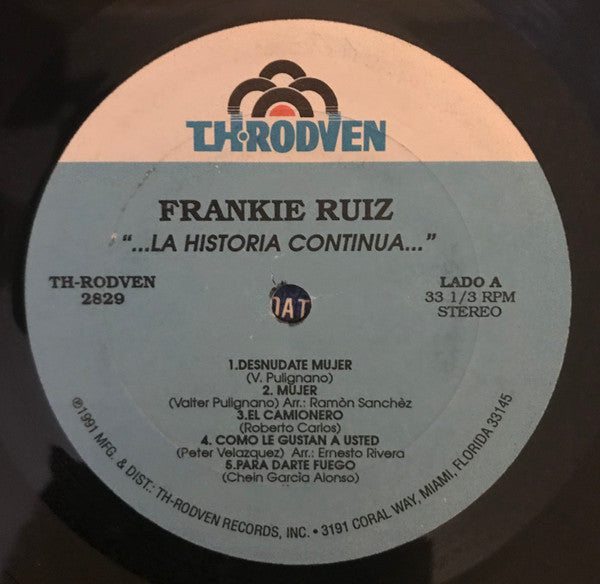 TH·RODVEN
FRANKIE RUIZ
"...LA HISTORIA CONTINUA..."
TH-RODVEN
2829
LADO A
33 1/3 RPM
STEREO
DAT
1.DESNUDATE MUJER
(V. Pulignano)
2. MUJER
(Valter Pulignano) Arr.: Ramòn Sanchèz
3.EL CAMIONERO
(Roberto Carlos)
4. COMO LE GUSTAN A USTED
(Peter Velazquez) Arr.: Ernesto Rivera
5.PARA DARTE FUEGO
(Chein Garcia Alonso)
℗1991 MFG. & DIST.: TH-RODVEN RECORDS, INC. • 3191 CORAL WAY, MIAMI, FLORIDA 33145